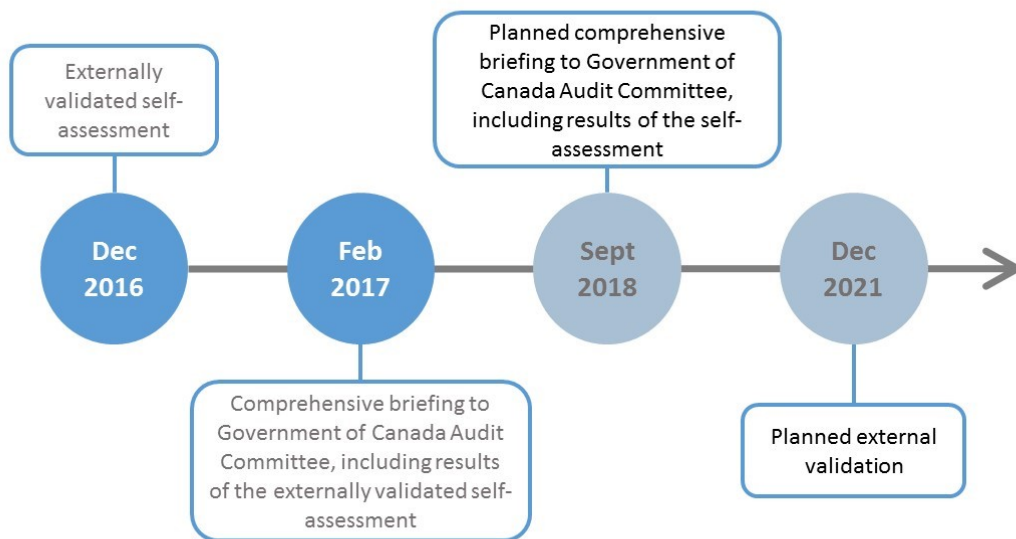 Externally
validated self-
assessment
Dec
2016
Comprehensive briefing to
Government of Canada Audit
Committee, including results
of the externally validated self-
assessment
Feb
2017
Planned comprehensive
briefing to Government of
Canada Audit Committee,
including results of the self-
assessment
Sept
2018
Planned external
validation
Dec
2021